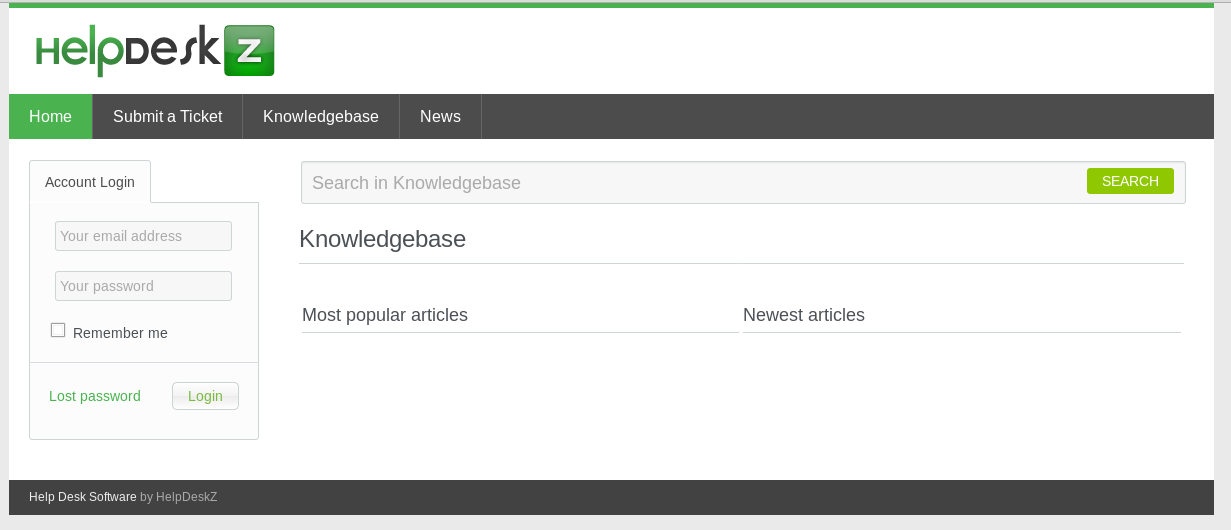 HelpDeskZ
Home
Submit a Ticket
Knowledgebase
News
Account Login
Your email address
Your password
Remember me
Lost password
Login
Search in Knowledgebase
SEARCH
Knowledgebase
Most popular articles
Newest articles
Help Desk Software by HelpDeskZ